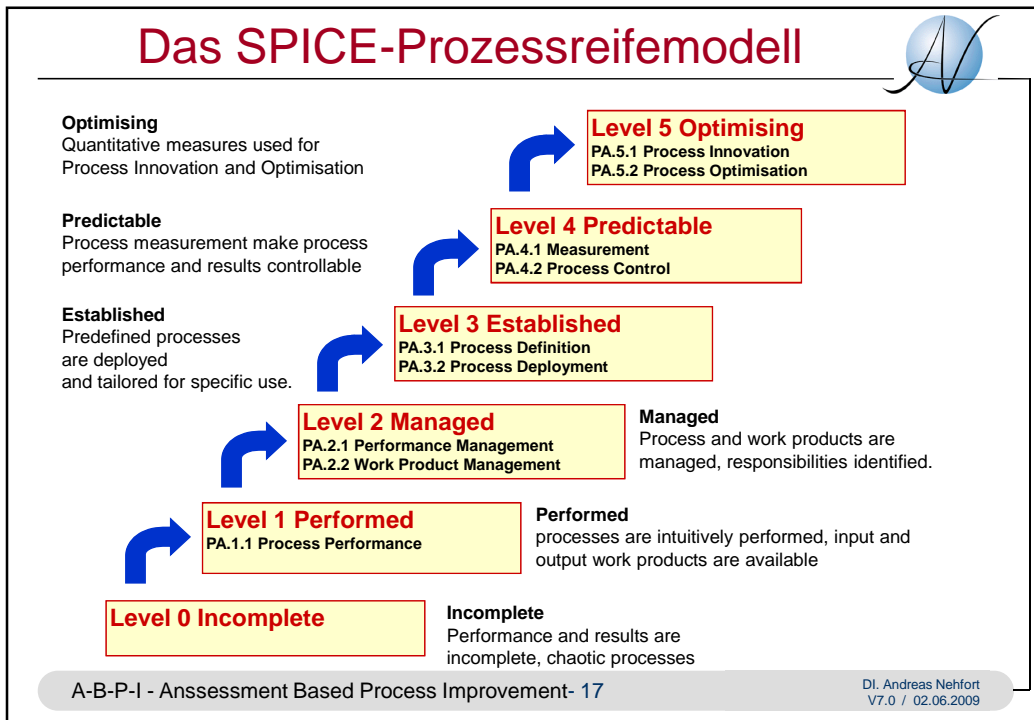 Das SPICE-Prozessreifemodell
Optimising
Quantitative measures used for
Process Innovation and Optimisation
Level 5 Optimising
PA.5.1 Process Innovation
PA.5.2 Process Optimisation
Predictable
Process measurement make process
performance and results controllable
Level 4 Predictable
PA.4.1 Measurement
PA.4.2 Process Control
Established
Predefined processes
are deployed
and tailored for specific use.
Level 3 Established
PA.3.1 Process Definition
PA.3.2 Process Deployment
Level 2 Managed
PA.2.1 Performance Management
PA.2.2 Work Product Management
Managed
Process and work products are
managed, responsibilities identified.
Level 1 Performed
PA.1.1 Process Performance
Performed
processes are intuitively performed, input and
output work products are available
Level 0 Incomplete
Incomplete
Performance and results are
incomplete, chaotic processes
A-B-P-I - Anssessment Based Process Improvement- 17
DI. Andreas Nehfort
V7.0 / 02.06.2009